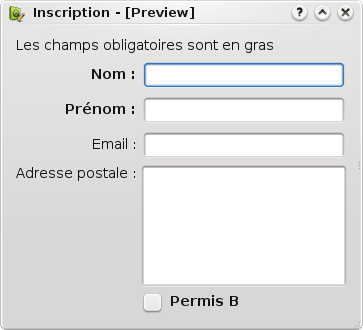 Inscription - [Preview]
Les champs obligatoires sont en gras
Nom :
Prénom :
Email :
Adresse postale :
Permis B